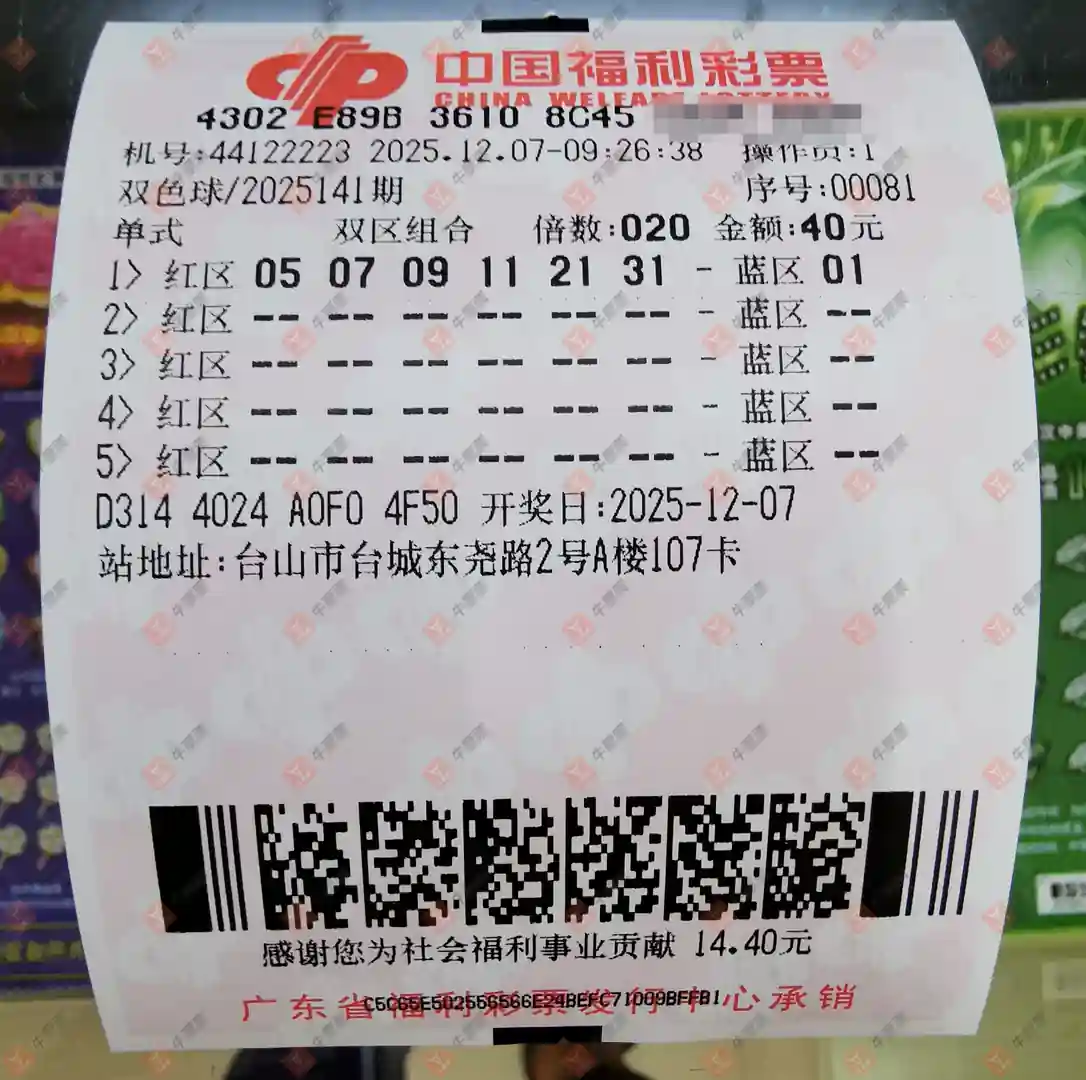 中国福利彩票
CHINA WELFARE LOTTERY
4302 E89B 3610 8C45
机号:44122223 2025.12.07-09:26:38 操作员:1
双色球/2025141期 序号:00081
单式 双区组合 倍数:020 金额:40元
1> 红区 05 07 09 11 21 31 - 蓝区 01
2> 红区 -- -- -- -- -- -- - 蓝区 --
3> 红区 -- -- -- -- -- -- - 蓝区 --
4> 红区 -- -- -- -- -- -- - 蓝区 --
5> 红区 -- -- -- -- -- -- - 蓝区 --
D314 4024 A0F0 4F50 开奖日:2025-12-07
站地址:台山市台城东尧路2号A楼107卡
感谢您为社会福利事业贡献 14.40元
广东省福利彩票发行中心承销
牛票票